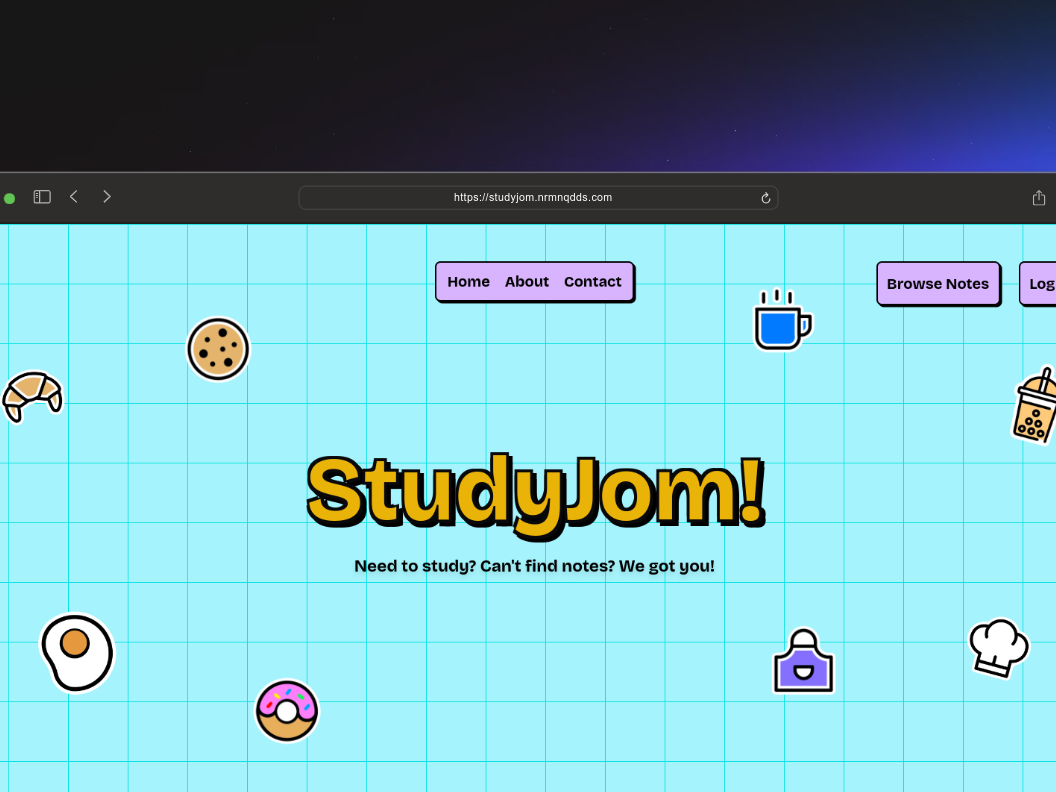 https://studyjom.nrmnqdds.com
Home About Contact
Browse Notes
Log
StudyJom!
Need to study? Can't find notes? We got you!